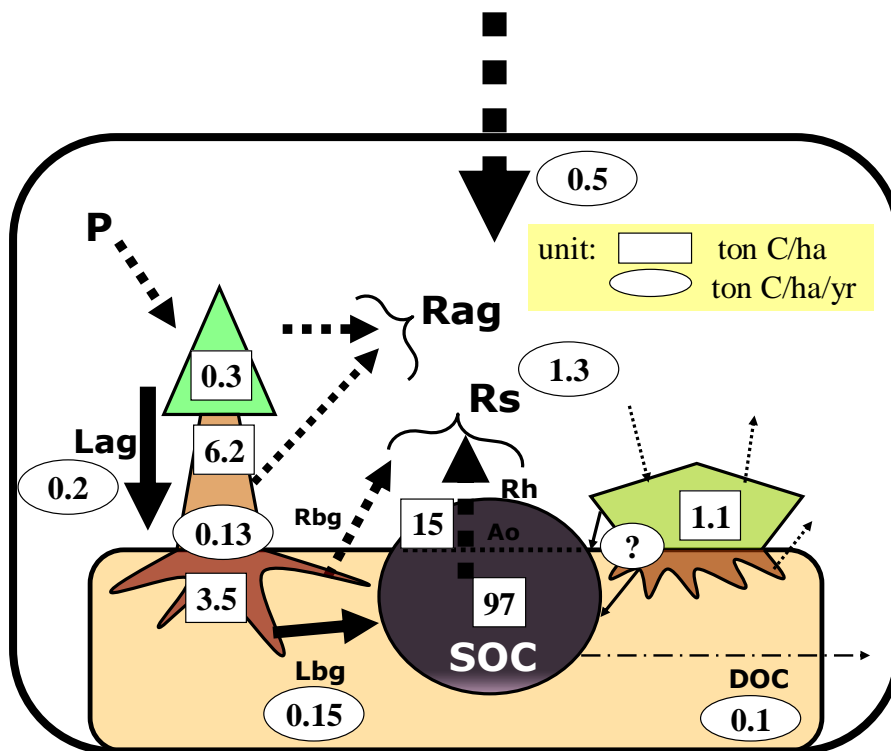 0.5
unit: ton C/ha
ton C/ha/yr
P
Rag
0.3
1.3
Rs
Lag
6.2
0.2
Rh
Rbg
15
1.1
0.13
Ao
?
3.5
97
SOC
Lbg
DOC
0.15
0.1